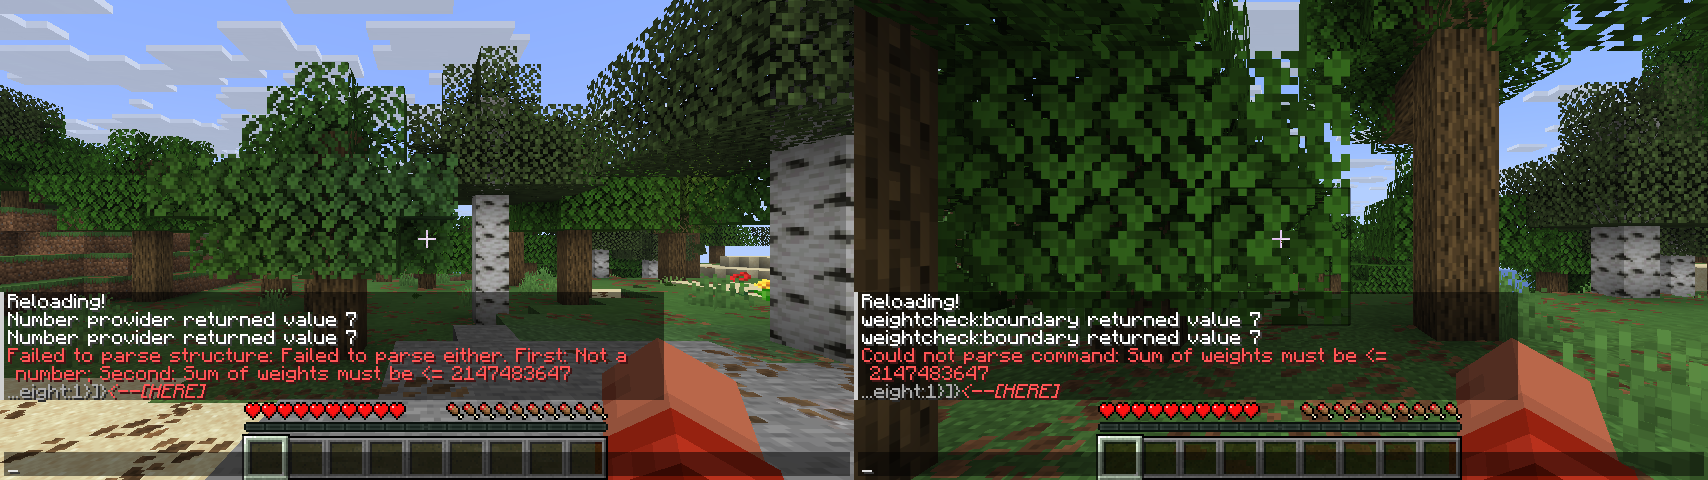 Reloading!
Number provider returned value 7
Number provider returned value 7
Failed to parse structure: Failed to parse either. First: Not a
number; Second: Sum of weights must be <= 2147483647
...eight:1}]}<--[HERE]
_
Reloading!
weightcheck:boundary returned value 7
weightcheck:boundary returned value 7
Could not parse command: Sum of weights must be <=
2147483647
...eight:1}]}<--[HERE]
_